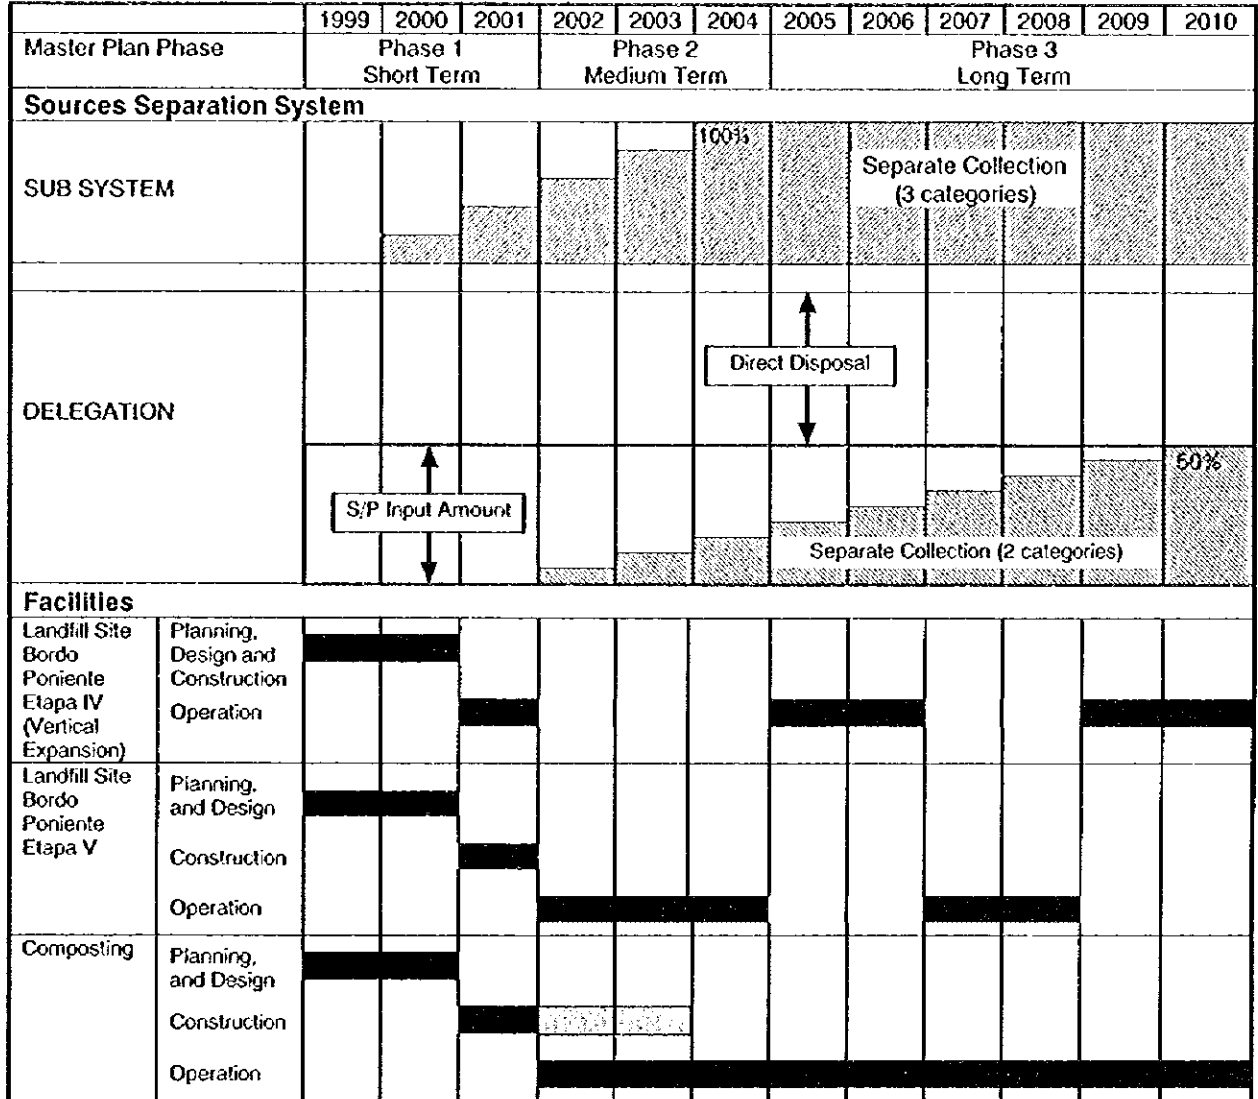 1999 2000 2001 2002 2003 2004 2005 2006 2007 2008 2009 2010
Master Plan Phase
Phase 1
Short Term
Phase 2
Medium Term
Phase 3
Long Term
Sources Separation System
SUB SYSTEM
100%
Separate Collection
(3 categories)
DELEGATION
Direct Disposal
S/P Input Amount
50%
Separate Collection (2 categories)
Facilities
Landfill Site
Bordo
Poniente
Etapa IV
(Vertical
Expansion)
Planning,
Design and
Construction
Operation
Landfill Site
Bordo
Poniente
Etapa V
Planning,
and Design
Construction
Operation
Composting
Planning,
and Design
Construction
Operation